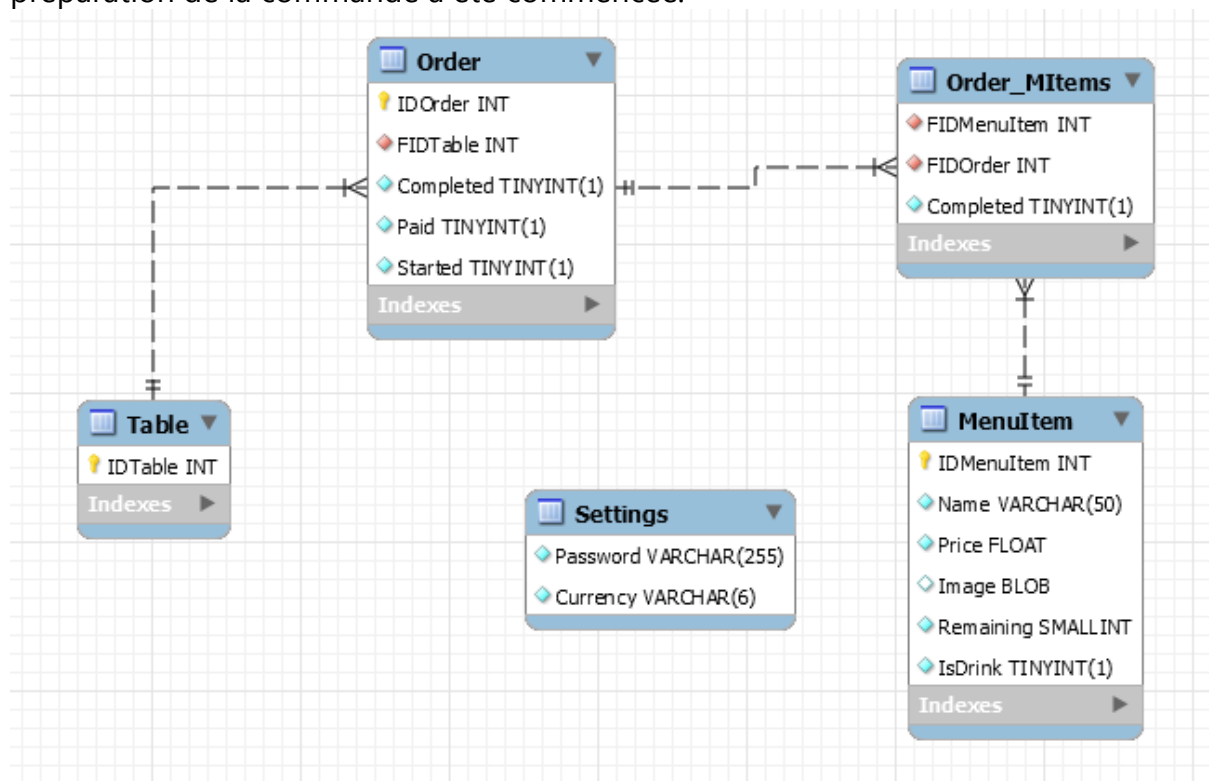 préparation de la commande a été commencée.
Order
IDOrder INT
FIDTable INT
Completed TINYINT(1)
Paid TINYINT(1)
Started TINYINT(1)
Indexes
Order_MItems
FIDMenuItem INT
FIDOrder INT
Completed TINYINT(1)
Indexes
Table
IDTable INT
Indexes
Settings
Password VARCHAR(255)
Currency VARCHAR(6)
MenuItem
IDMenuItem INT
Name VARCHAR(50)
Price FLOAT
Image BLOB
Remaining SMALLINT
IsDrink TINYINT(1)
Indexes